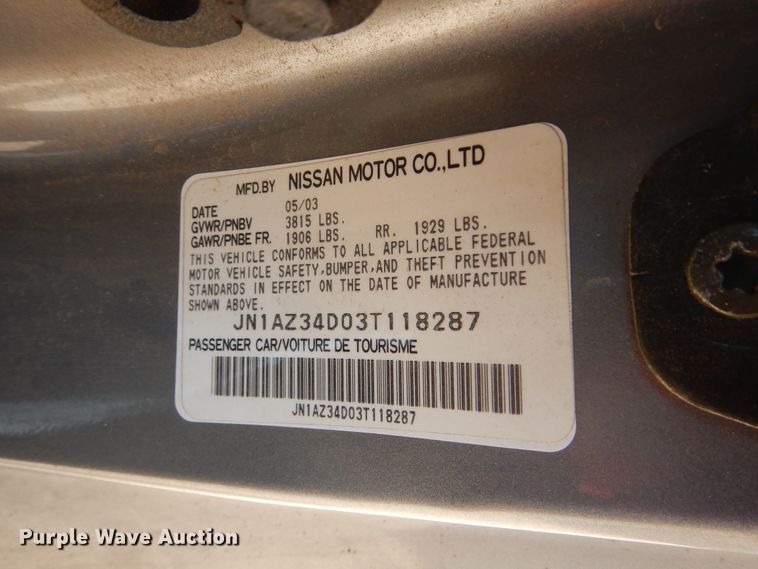 MFD.BY NISSAN MOTOR CO.,LTD
DATE 05/03
GVWR/PNBV 3815 LBS.
GAWR/PNBE FR. 1906 LBS. RR. 1929 LBS.
THIS VEHICLE CONFORMS TO ALL APPLICABLE FEDERAL
MOTOR VEHICLE SAFETY,BUMPER,AND THEFT PREVENTION
STANDARDS IN EFFECT ON THE DATE OF MANUFACTURE
SHOWN ABOVE.
JN1AZ34D03T118287
PASSENGER CAR/VOITURE DE TOURISME
JN1AZ34D03T118287
Purple Wave Auction